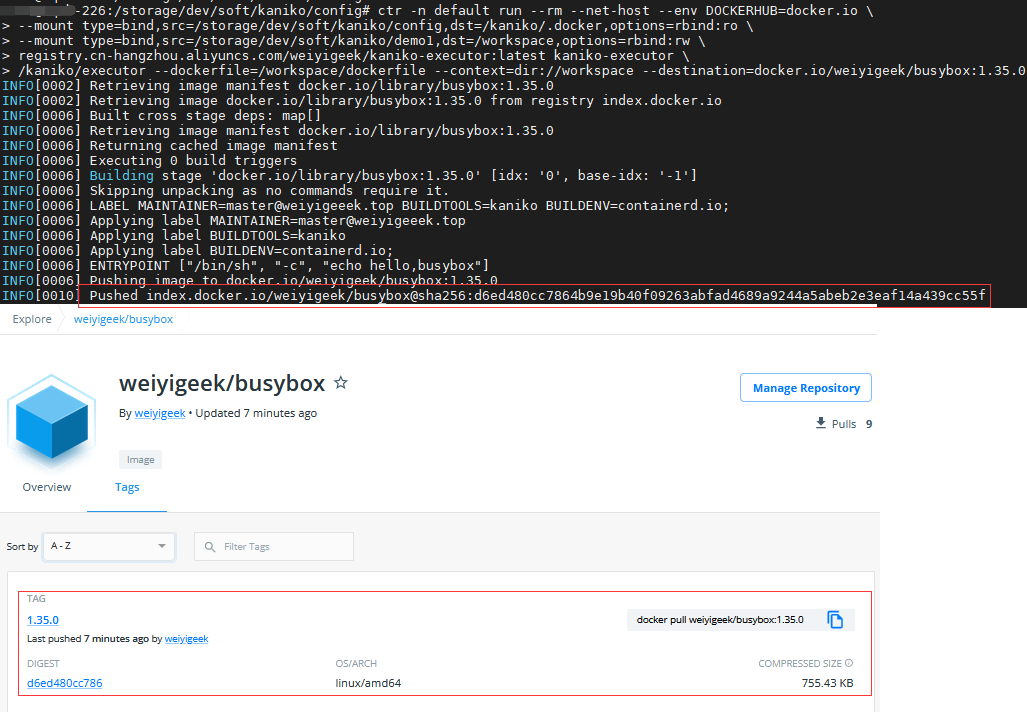 -226:/storage/dev/soft/kaniko/config# ctr -n default run --rm --net-host --env DOCKERHUB=docker.io \
> --mount type=bind,src=/storage/dev/soft/kaniko/config,dst=/kaniko/.docker,options=rbind:ro \
> --mount type=bind,src=/storage/dev/soft/kaniko/demo1,dst=/workspace,options=rbind:rw \
> registry.cn-hangzhou.aliyuncs.com/weiyigeek/kaniko-executor:latest kaniko-executor \
> /kaniko/executor --dockerfile=/workspace/dockerfile --context=dir://workspace --destination=docker.io/weiyigeek/busybox:1.35.0
INFO[0002] Retrieving image manifest docker.io/library/busybox:1.35.0
INFO[0002] Retrieving image docker.io/library/busybox:1.35.0 from registry index.docker.io
INFO[0006] Built cross stage deps: map[]
INFO[0006] Retrieving image manifest docker.io/library/busybox:1.35.0
INFO[0006] Returning cached image manifest
INFO[0006] Executing 0 build triggers
INFO[0006] Building stage 'docker.io/library/busybox:1.35.0' [idx: '0', base-idx: '-1']
INFO[0006] Skipping unpacking as no commands require it.
INFO[0006] LABEL MAINTAINER=master@weiyigeeek.top BUILDTOOLS=kaniko BUILDENV=containerd.io;
INFO[0006] Applying label MAINTAINER=master@weiyigeeek.top
INFO[0006] Applying label BUILDTOOLS=kaniko
INFO[0006] Applying label BUILDENV=containerd.io;
INFO[0006] ENTRYPOINT ["/bin/sh", "-c", "echo hello,busybox"]
INFO[0006] Pushing image to docker.io/weiyigeek/busybox:1.35.0
INFO[0010] Pushed index.docker.io/weiyigeek/busybox@sha256:d6ed480cc7864b9e19b40f09263abfad4689a9244a5abeb2e3eaf14a439cc55f
Explore weiyigeek/busybox
weiyigeek/busybox
Manage Repository
By weiyigeek • Updated 7 minutes ago
Pulls 9
Image
Overview Tags
Sort by A - Z Filter Tags
TAG
1.35.0 docker pull weiyigeek/busybox:1.35.0
Last pushed 7 minutes ago by weiyigeek
DIGEST OS/ARCH COMPRESSED SIZE
d6ed480cc786 linux/amd64 755.43 KB